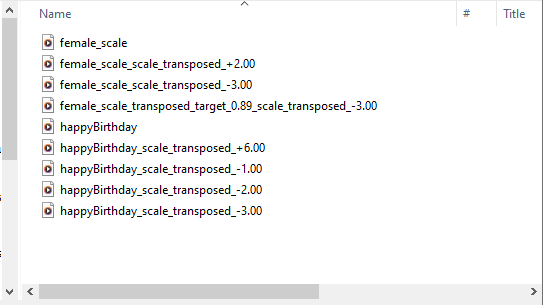 Name # Title
female_scale
female_scale_scale_transposed_+2.00
female_scale_scale_transposed_-3.00
female_scale_transposed_target_0.89_scale_transposed_-3.00
happyBirthday
happyBirthday_scale_transposed_+6.00
happyBirthday_scale_transposed_-1.00
happyBirthday_scale_transposed_-2.00
happyBirthday_scale_transposed_-3.00